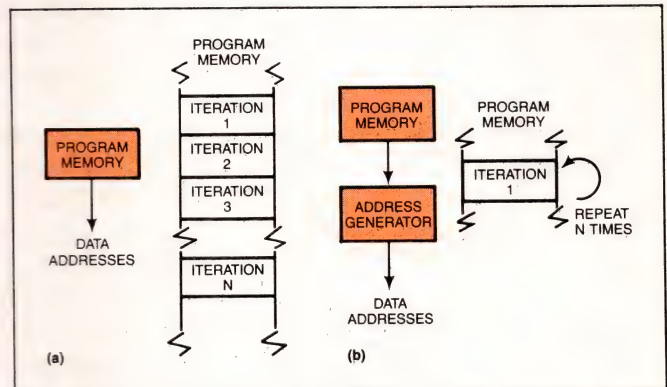 PROGRAM
MEMORY
DATA
ADDRESSES
(a)
PROGRAM
MEMORY
ITERATION
1
ITERATION
2
ITERATION
3
ITERATION
N
PROGRAM
MEMORY
ADDRESS
GENERATOR
DATA
ADDRESSES
(b)
PROGRAM
MEMORY
ITERATION
1
REPEAT
N TIMES